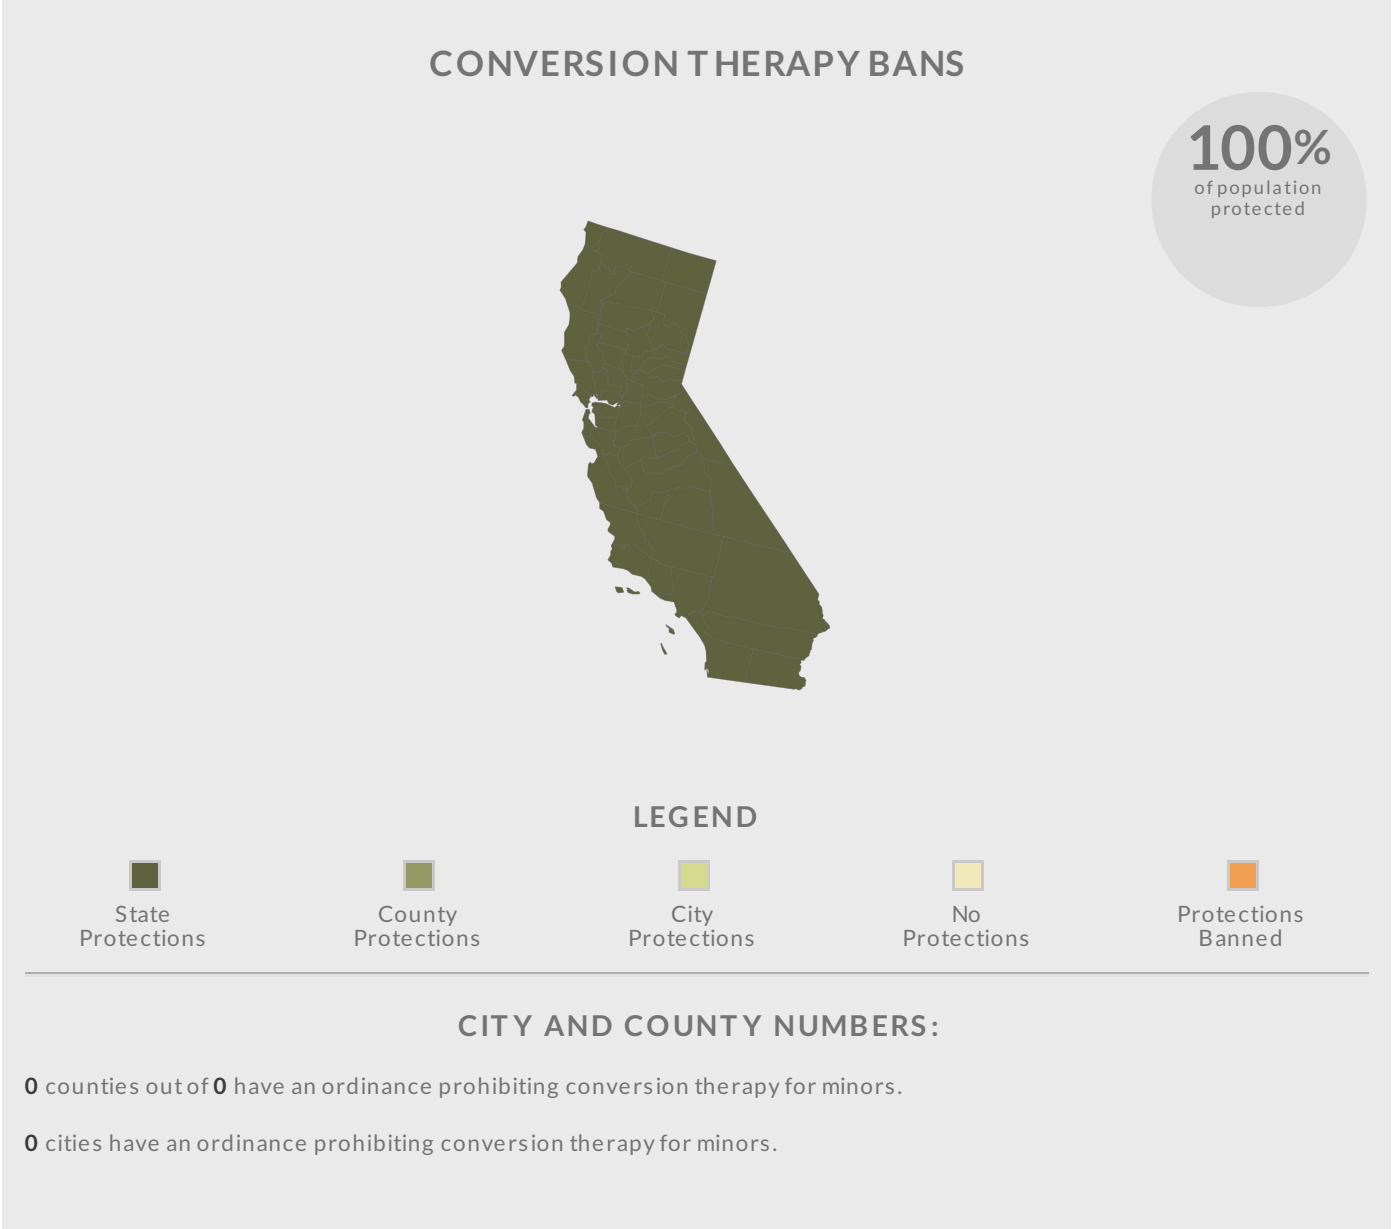 CONVERSION THERAPY BANS
100%
of population
protected
LEGEND
State
Protections
County
Protections
City
Protections
No
Protections
Protections
Banned
CITY AND COUNTY NUMBERS:
0 counties out of 0 have an ordinance prohibiting conversion therapy for minors.
0 cities have an ordinance prohibiting conversion therapy for minors.